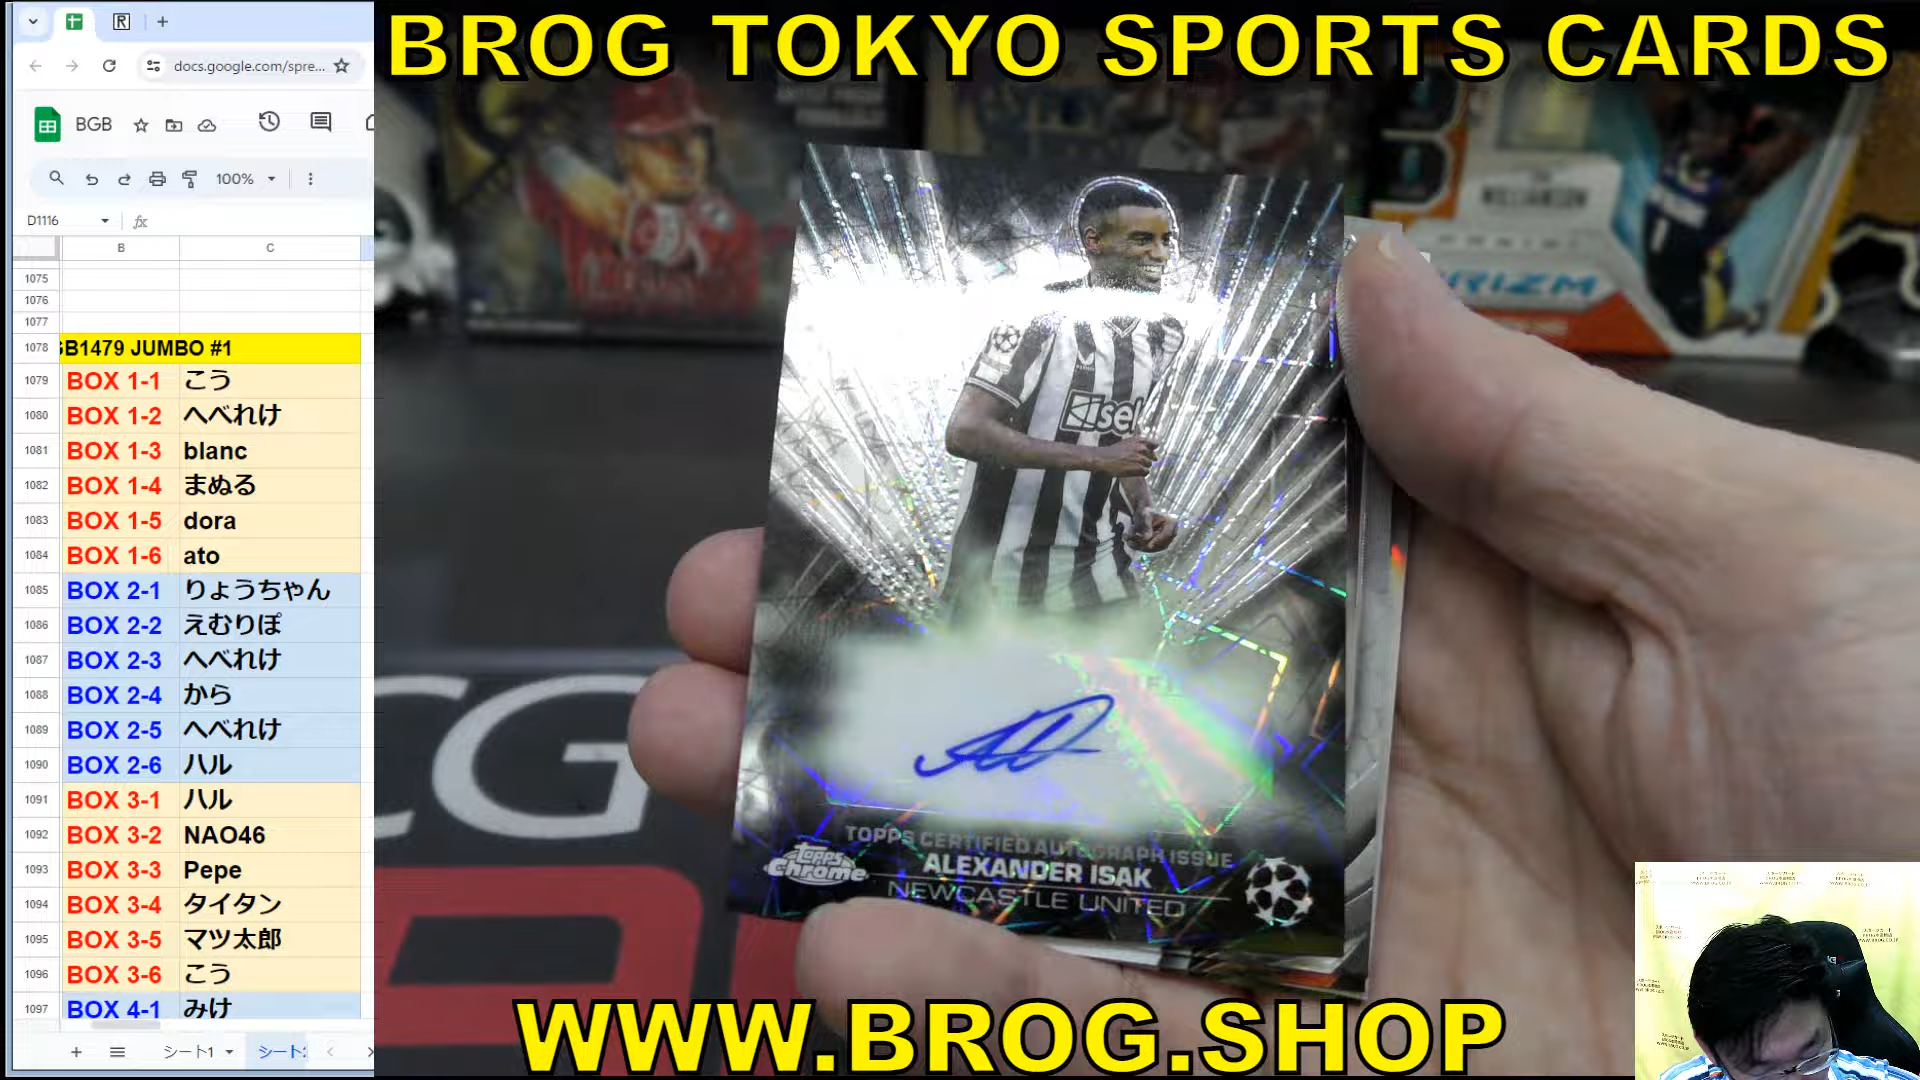 BROG TOKYO SPORTS CARDS
docs.google.com/spre...
BGB
100%
D1116
fx
B C
1075
1076
1077
1078 GB1479 JUMBO #1
1079 BOX 1-1 こう
1080 BOX 1-2 へべれけ
1081 BOX 1-3 blanc
1082 BOX 1-4 まぬる
1083 BOX 1-5 dora
1084 BOX 1-6 ato
1085 BOX 2-1 りょうちゃん
1086 BOX 2-2 えむりぽ
1087 BOX 2-3 へべれけ
1088 BOX 2-4 から
1089 BOX 2-5 へべれけ
1090 BOX 2-6 ハル
1091 BOX 3-1 ハル
1092 BOX 3-2 NAO46
1093 BOX 3-3 Pepe
1094 BOX 3-4 タイタン
1095 BOX 3-5 マツ太郎
1096 BOX 3-6 こう
1097 BOX 4-1 みけ
シート1 シート
WILLIAMSON
PRIZM
sel
CG
TOPPS CERTIFIED AUTOGRAPH ISSUE
Topps Chrome
ALEXANDER ISAK
NEWCASTLE UNITED
WWW.BROG.SHOP